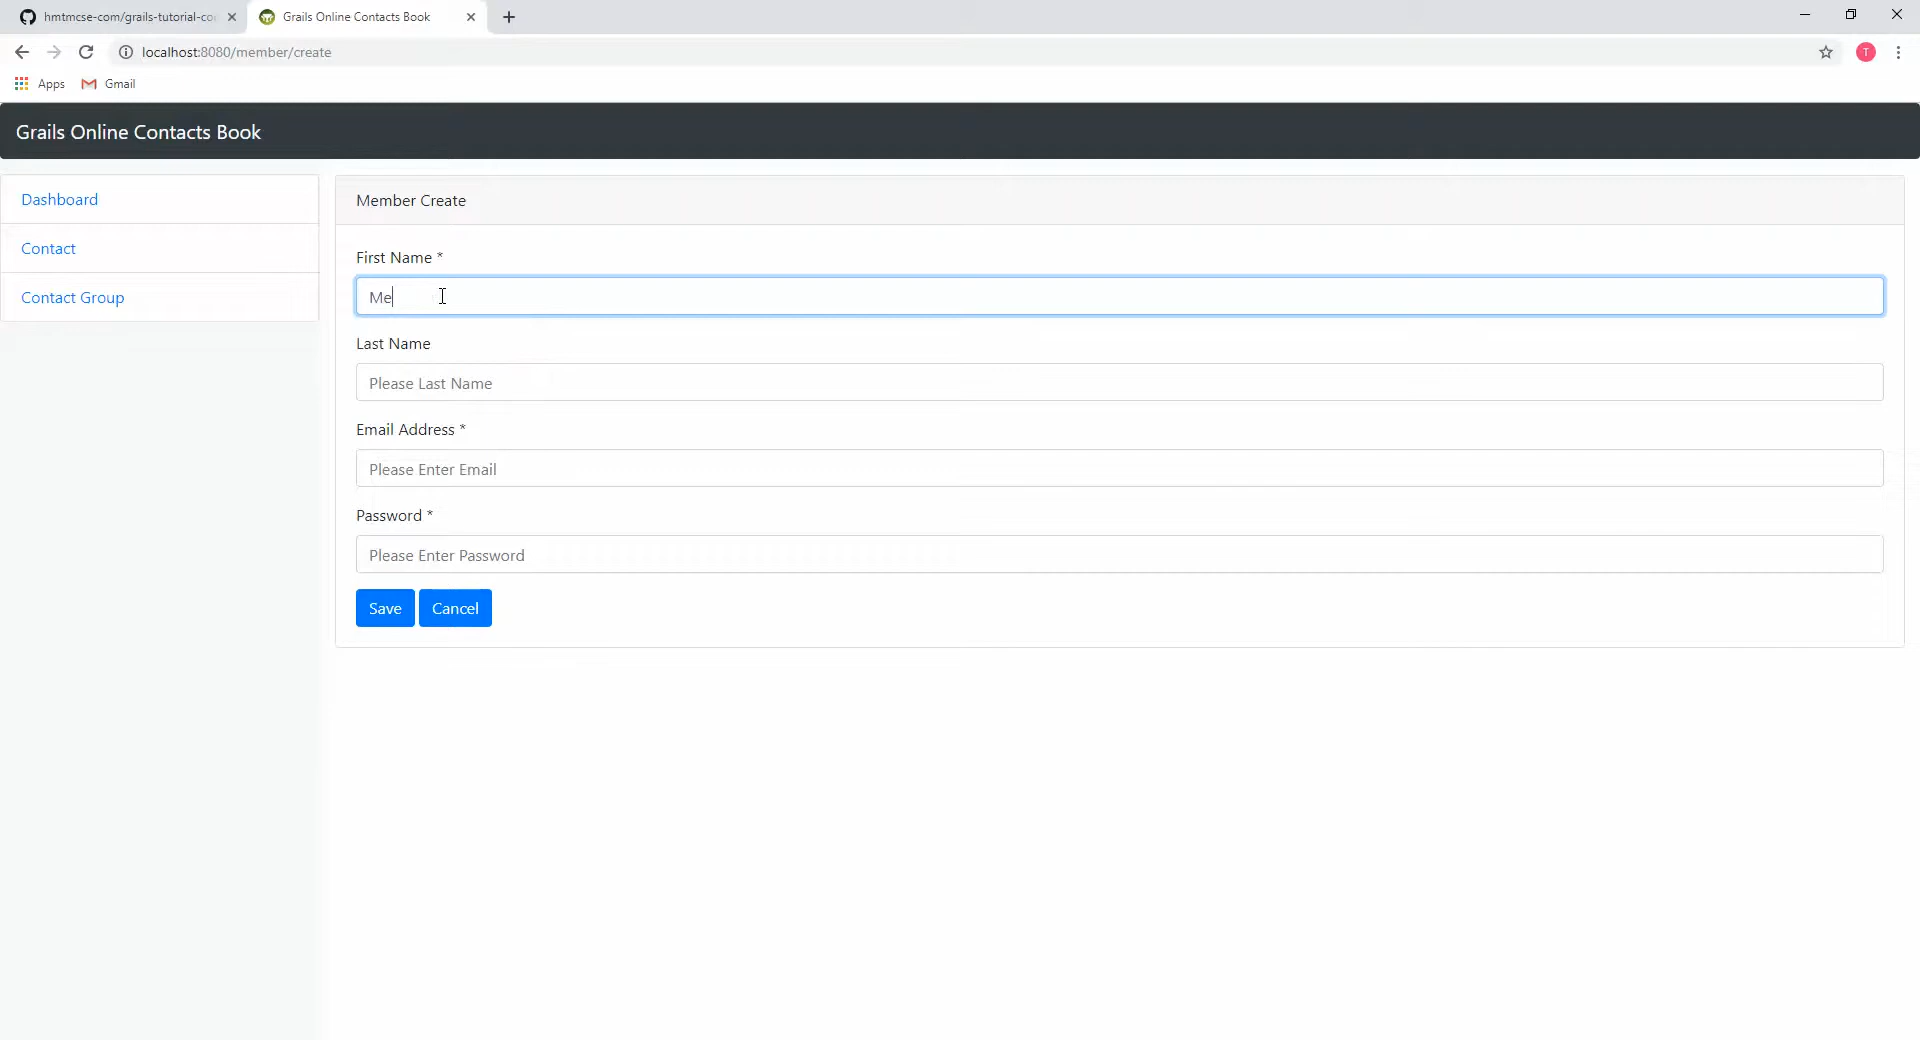 hmtmcse-com/grails-tutorial-co
Grails Online Contacts Book
localhost:8080/member/create
T
Apps
Gmail
Grails Online Contacts Book
Dashboard
Contact
Contact Group
Member Create
First Name *
Me
Last Name
Please Last Name
Email Address *
Please Enter Email
Password *
Please Enter Password
Save
Cancel